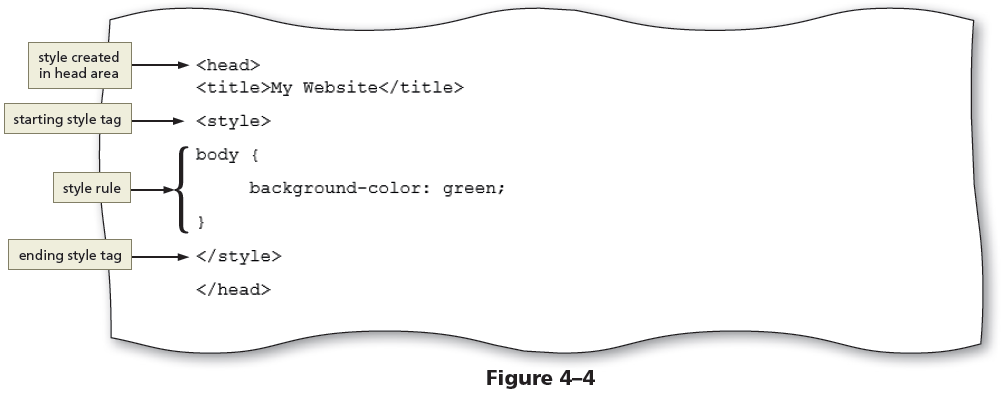 style created
in head area
<head>
<title>My Website</title>
starting style tag
<style>
body {
style rule
background-color: green;
}
ending style tag
</style>
</head>
Figure 4–4